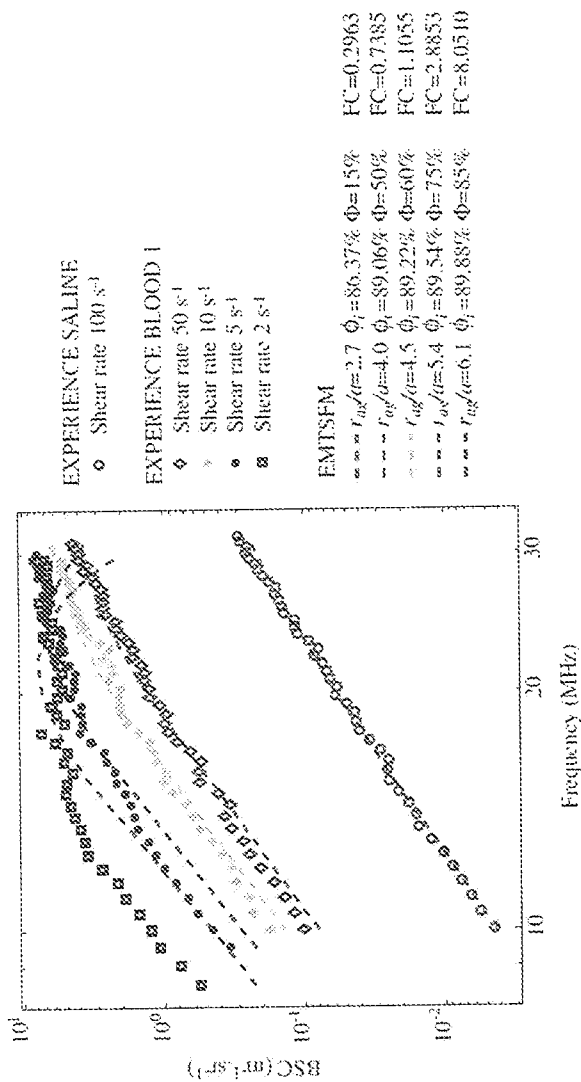 EXPERIENCE SALINE
Shear rate 100 s⁻¹
EXPERIENCE BLOOD 1
Shear rate 50 s⁻¹
Shear rate 10 s⁻¹
Shear rate 5 s⁻¹
Shear rate 2 s⁻¹
EMTSFM
r_ag/a=2.7 ϕ_i=86.37% Φ=15% FC=0.2963
r_ag/a=4.0 ϕ_i=89.06% Φ=50% FC=0.7385
r_ag/a=4.5 ϕ_i=89.22% Φ=60% FC=1.1055
r_ag/a=5.4 ϕ_i=89.54% Φ=75% FC=2.8853
r_ag/a=6.1 ϕ_i=89.88% Φ=85% FC=8.0510
BSC (m⁻¹.sr⁻¹)
10¹
10⁰
10⁻¹
10⁻²
10
20
30
Frequency (MHz)